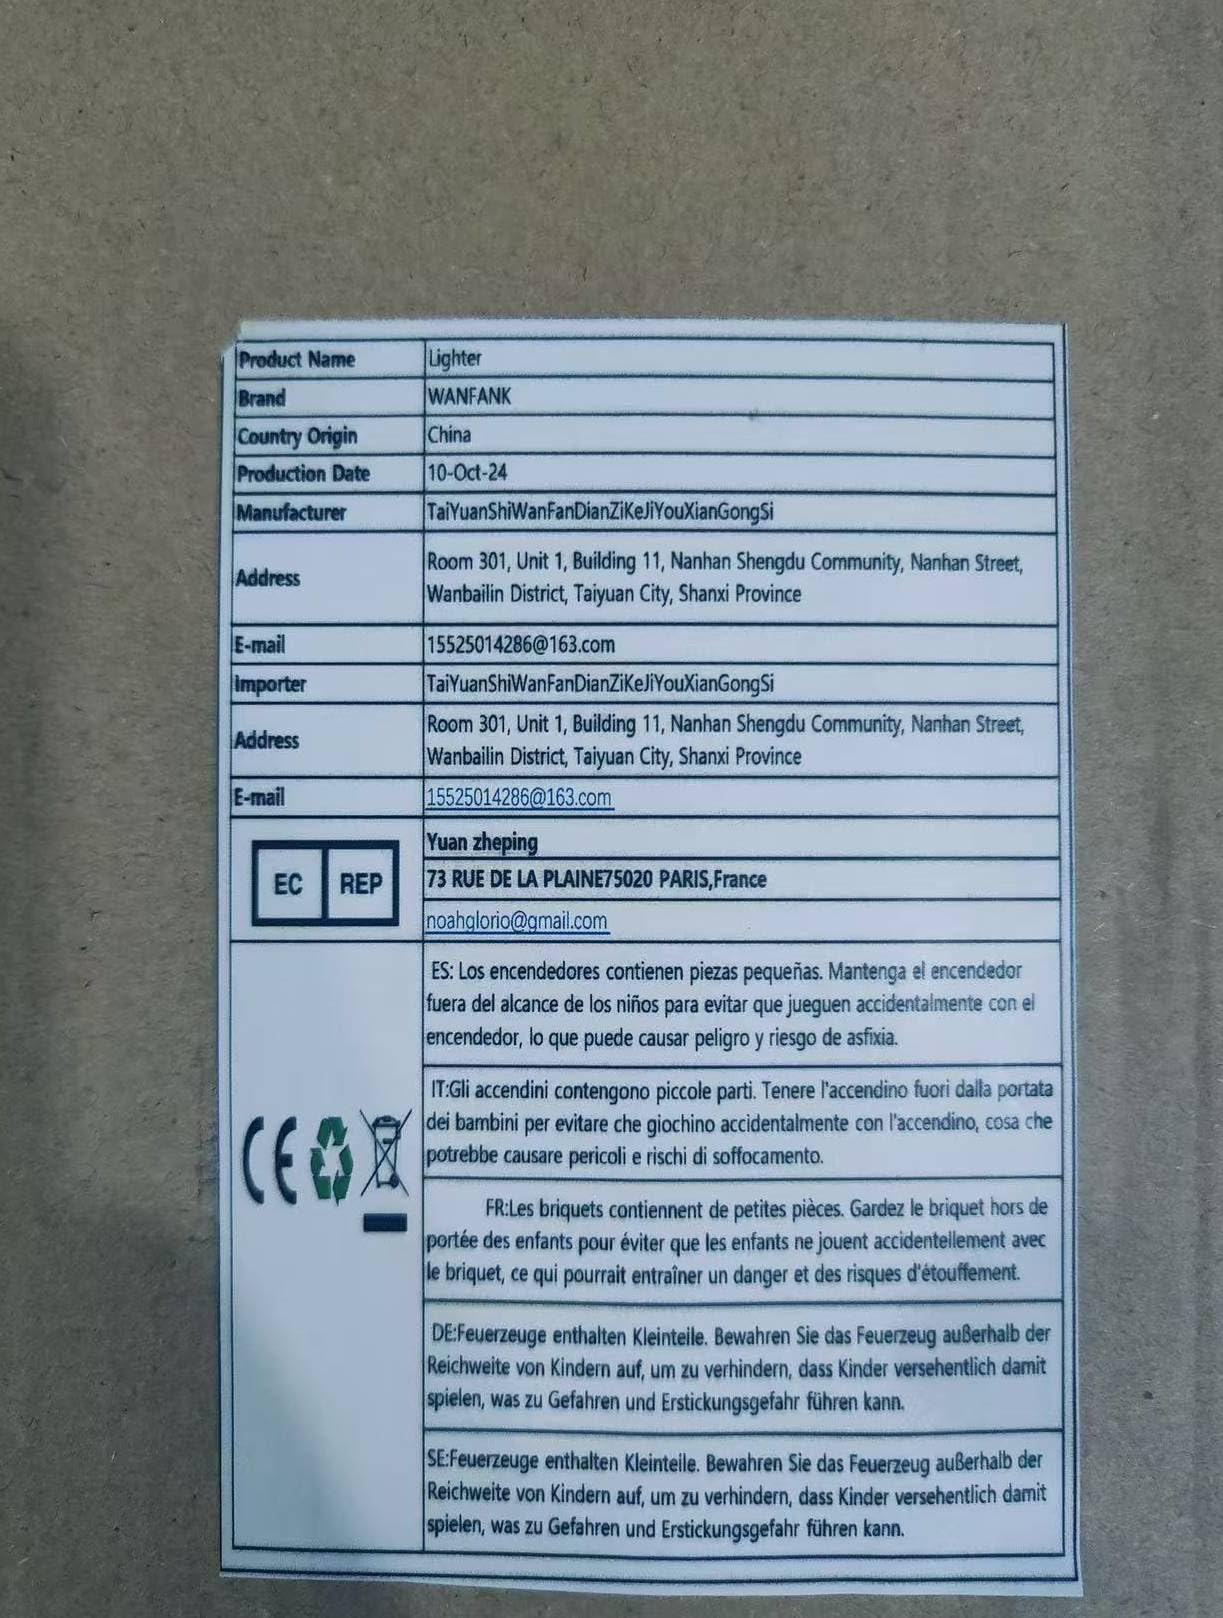 Product Name Lighter
Brand WANFANK
Country Origin China
Production Date 10-Oct-24
Manufacturer TaiYuanShiWanFanDianZiKeJiYouXianGongSi
Address Room 301, Unit 1, Building 11, Nanhan Shengdu Community, Nanhan Street,
Wanbailin District, Taiyuan City, Shanxi Province
E-mail 15525014286@163.com
Importer TaiYuanShiWanFanDianZiKeJiYouXianGongSi
Address Room 301, Unit 1, Building 11, Nanhan Shengdu Community, Nanhan Street,
Wanbailin District, Taiyuan City, Shanxi Province
E-mail 15525014286@163.com
EC REP
Yuan zheping
73 RUE DE LA PLAINE75020 PARIS,France
noahglorio@gmail.com
CE
ES: Los encendedores contienen piezas pequeñas. Mantenga el encendedor
fuera del alcance de los niños para evitar que jueguen accidentalmente con el
encendedor, lo que puede causar peligro y riesgo de asfixia.
IT:Gli accendini contengono piccole parti. Tenere l'accendino fuori dalla portata
dei bambini per evitare che giochino accidentalmente con l'accendino, cosa che
potrebbe causare pericoli e rischi di soffocamento.
FR:Les briquets contiennent de petites pièces. Gardez le briquet hors de
portée des enfants pour éviter que les enfants ne jouent accidentellement avec
le briquet, ce qui pourrait entraîner un danger et des risques d'étouffement.
DE:Feuerzeuge enthalten Kleinteile. Bewahren Sie das Feuerzeug außerhalb der
Reichweite von Kindern auf, um zu verhindern, dass Kinder versehentlich damit
spielen, was zu Gefahren und Erstickungsgefahr führen kann.
SE:Feuerzeuge enthalten Kleinteile. Bewahren Sie das Feuerzeug außerhalb der
Reichweite von Kindern auf, um zu verhindern, dass Kinder versehentlich damit
spielen, was zu Gefahren und Erstickungsgefahr führen kann.